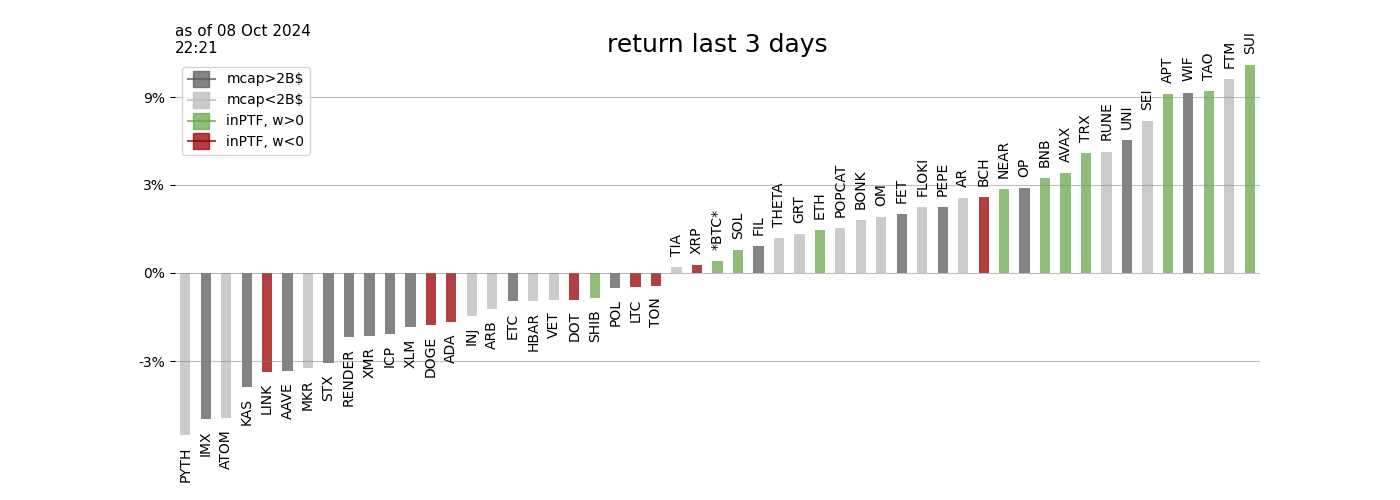 as of 08 Oct 2024
22:21
return last 3 days
mcap>2B$
mcap<2B$
inPTF, w>0
inPTF, w<0
9%
3%
0%
-3%
PYTH
IMX
ATOM
KAS
LINK
AAVE
MKR
STX
RENDER
XMR
ICP
XLM
DOGE
ADA
INJ
ARB
ETC
HBAR
VET
DOT
SHIB
POL
LTC
TON
TIA
XRP
*BTC*
SOL
FIL
THETA
GRT
ETH
POPCAT
BONK
OM
FET
FLOKI
PEPE
AR
BCH
NEAR
OP
BNB
AVAX
TRX
RUNE
UNI
SEI
APT
WIF
TAO
FTM
SUI